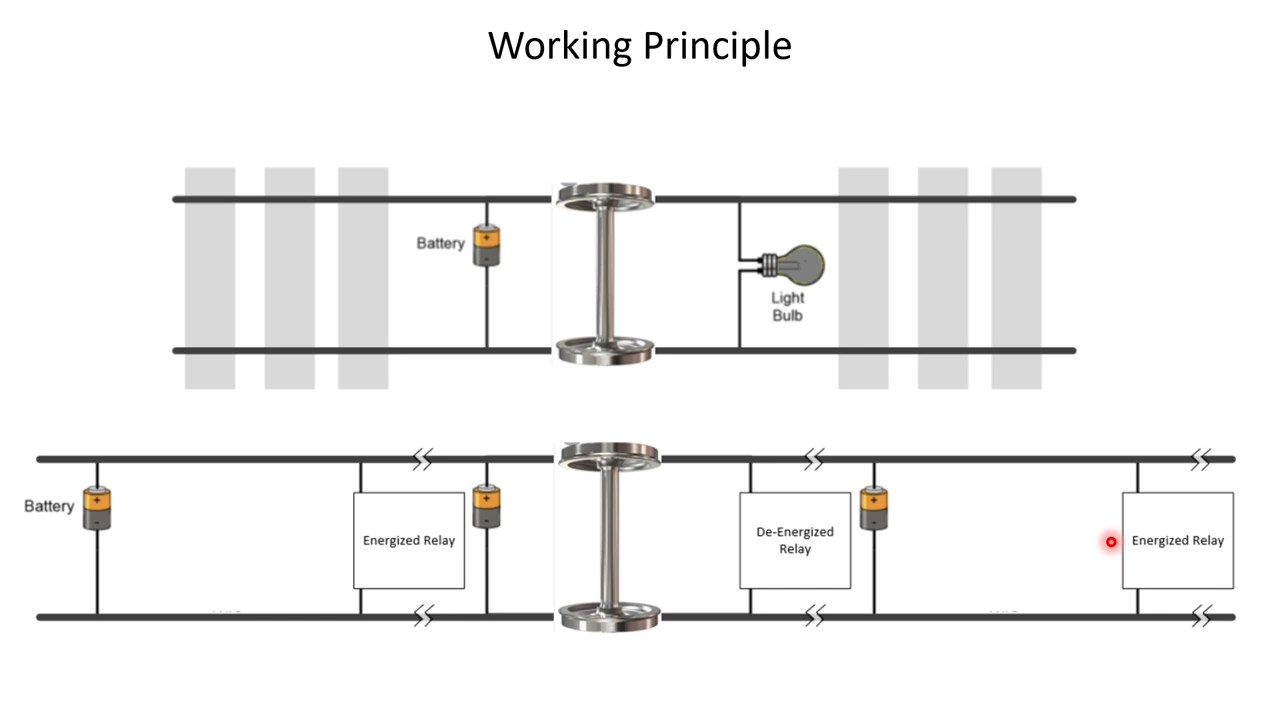 Working Principle
Battery
+
-
Light
Bulb
Battery
+
-
Energized Relay
+
-
De-Energized
Relay
+
-
Energized Relay